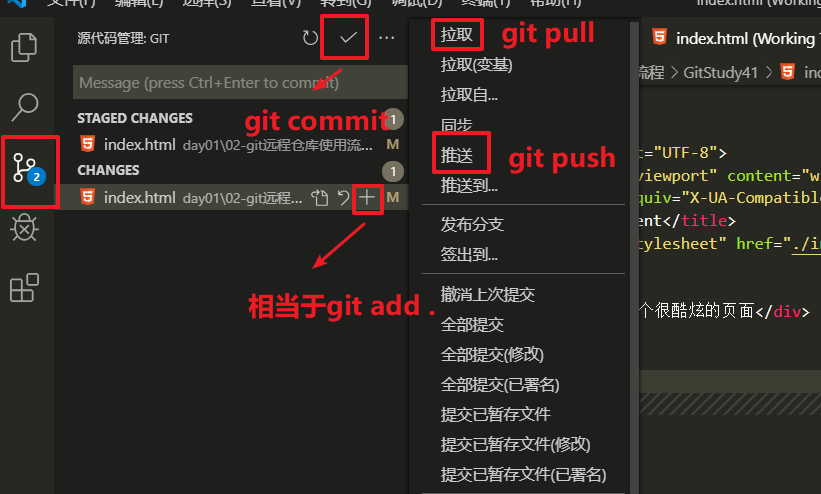 文件(F) 编辑(E) 选择(S) 查看(V) 转到(G) 调试(D) 终端(T) 帮助(H)
index.html (Working
源代码管理: GIT
Message (press Ctrl+Enter to commit)
git commit
STAGED CHANGES 1
index.html day01\02-git远程仓库使用流... M
CHANGES 1
index.html day01\02-git远程... M
2
相当于git add .
拉取
git pull
拉取(变基)
拉取自...
同步
推送
git push
推送到...
发布分支
签出到...
撤消上次提交
全部提交
全部提交(修改)
全部提交(已署名)
提交已暂存文件
提交已暂存文件(修改)
提交已暂存文件(已署名)
index.html (Working
流程 > GitStudy41 >
="UTF-8">
viewport" content="w
quiv="X-UA-Compatible
ent</title>
tylesheet" href="./i
个很酷炫的页面</div>